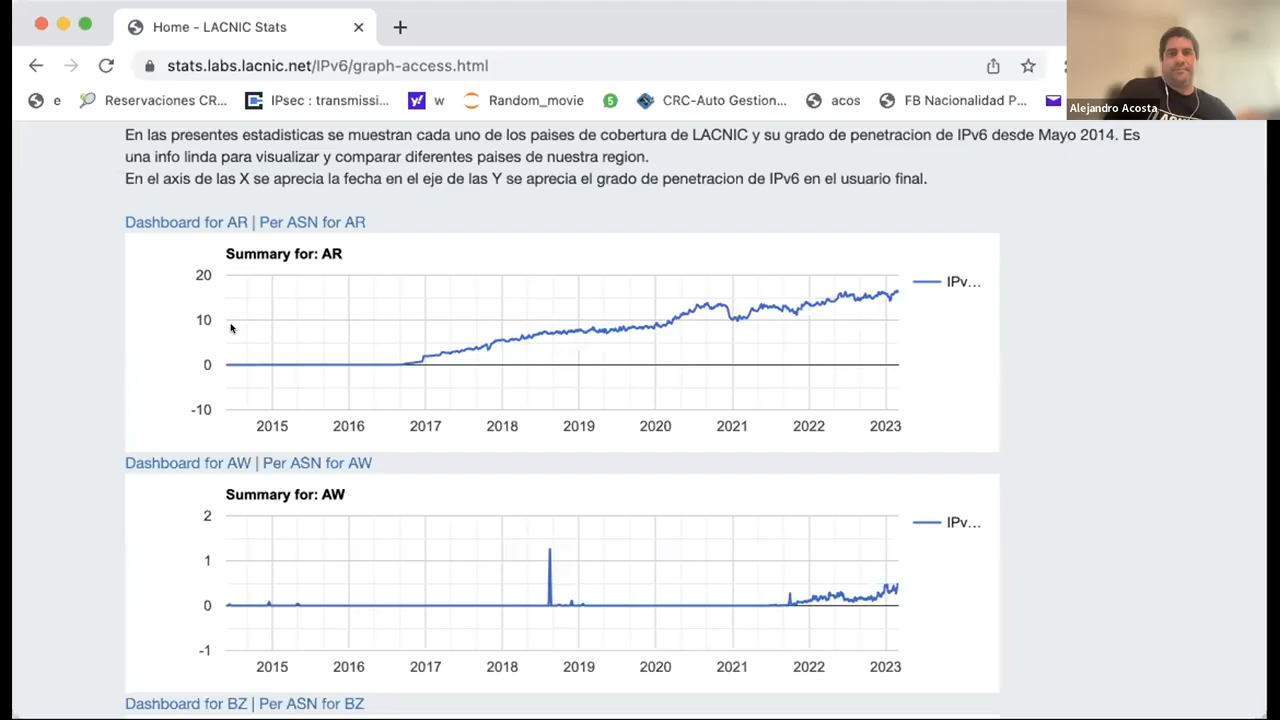 Home - LACNIC Stats
stats.labs.lacnic.net/IPv6/graph-access.html
e Reservaciones CR... IPsec : transmissi... w Random_movie 5 CRC-Auto Gestion... acos FB Nacionalidad P...
Alejandro Acosta
En las presentes estadisticas se muestran cada uno de los paises de cobertura de LACNIC y su grado de penetracion de IPv6 desde Mayo 2014. Es
una info linda para visualizar y comparar diferentes paises de nuestra region.
En el axis de las X se aprecia la fecha en el eje de las Y se aprecia el grado de penetracion de IPv6 en el usuario final.
Dashboard for AR | Per ASN for AR
Summary for: AR
20
10
0
-10
2015 2016 2017 2018 2019 2020 2021 2022 2023
IPv...
Dashboard for AW | Per ASN for AW
Summary for: AW
2
1
0
-1
2015 2016 2017 2018 2019 2020 2021 2022 2023
IPv...
Dashboard for BZ | Per ASN for BZ